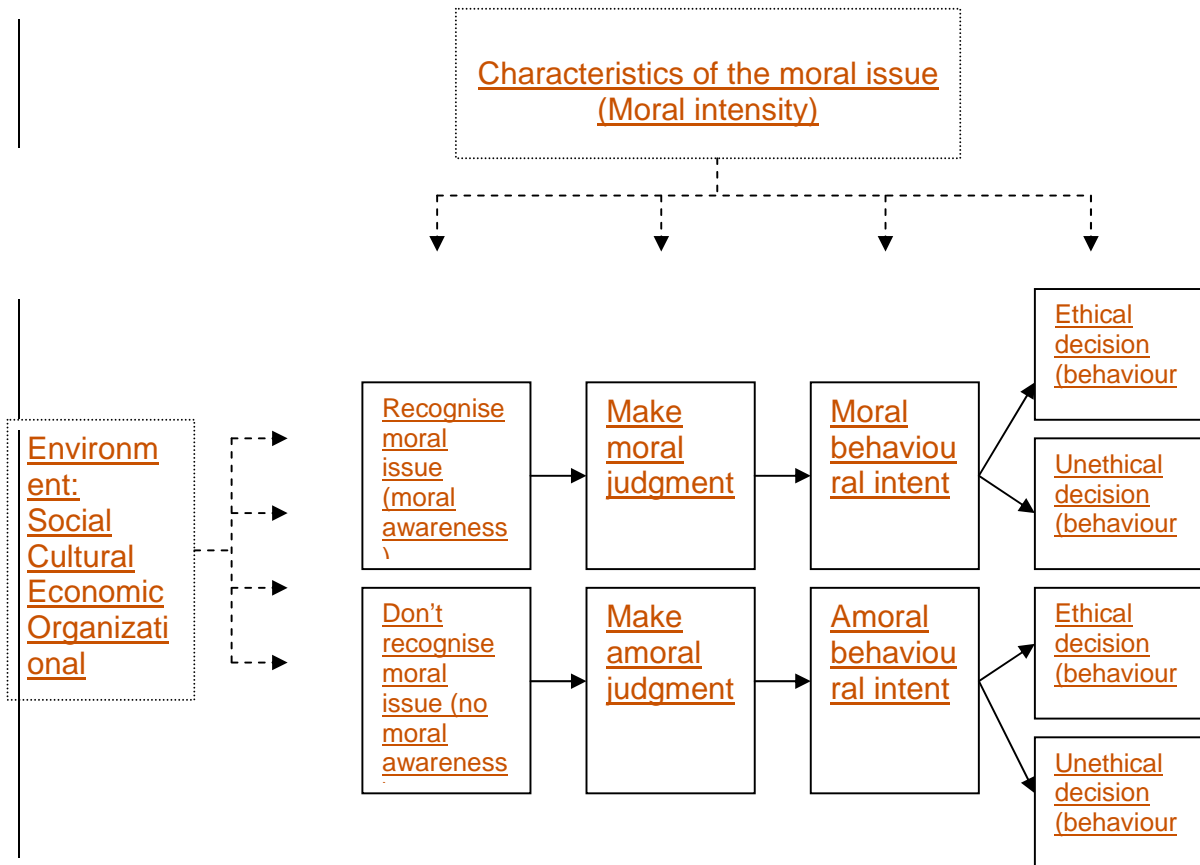 Characteristics of the moral issue
(Moral intensity)
Environm
ent:
Social
Cultural
Economic
Organizati
onal
Recognise
moral
issue
(moral
awareness
)
Make
moral
judgment
Moral
behaviou
ral intent
Ethical
decision
(behaviour
Unethical
decision
(behaviour
Don’t
recognise
moral
issue (no
moral
awareness
Make
amoral
judgment
Amoral
behaviou
ral intent
Ethical
decision
(behaviour
Unethical
decision
(behaviour